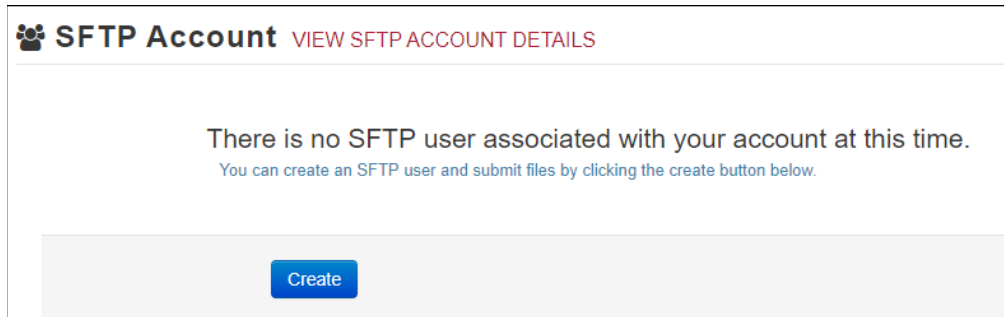 SFTP Account VIEW SFTP ACCOUNT DETAILS
There is no SFTP user associated with your account at this time.
You can create an SFTP user and submit files by clicking the create button below.
Create